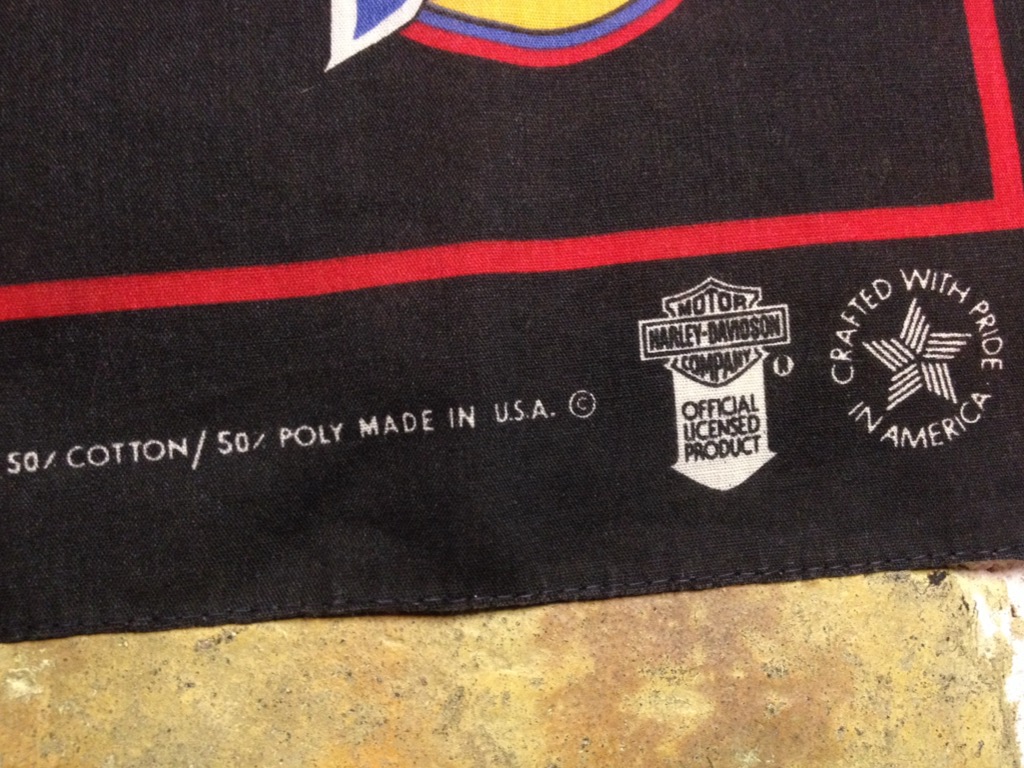 50% COTTON/50% POLY MADE IN U.S.A. ©
MOTOR
HARLEY-DAVIDSON
COMPANY
®
OFFICIAL
LICENSED
PRODUCT
CRAFTED WITH PRIDE
IN AMERICA